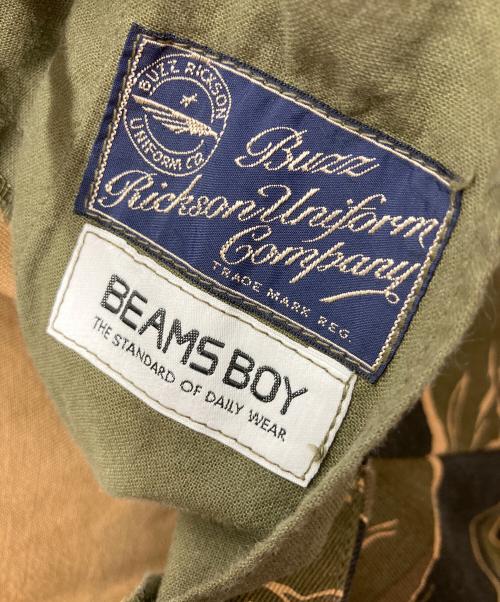 BUZZ RICKSON
UNIFORM CO.
Buzz
Rickson Uniform
Company
TRADE MARK REG.
BEAMS BOY
THE STANDARD OF DAILY WEAR